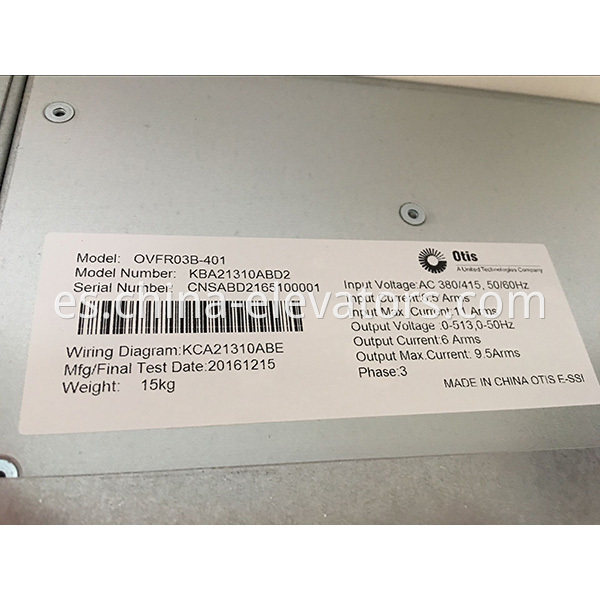 Otis
A United Technologies Company
Model: OVFR03B-401
Model Number: KBA21310ABD2
Serial Number: CNSABD2165100001
Wiring Diagram:KCA21310ABE
Mfg/Final Test Date:20161215
Weight: 15kg
Input Voltage:AC 380/415, 50/60Hz
Input Current: Arms
Input Max.Current: Arms
Output Voltage :0-513,0-50Hz
Output Current:6 Arms
Output Max.Current: 9.5Arms
Phase:3
MADE IN CHINA OTIS E-SSI
es.china-elevators.com